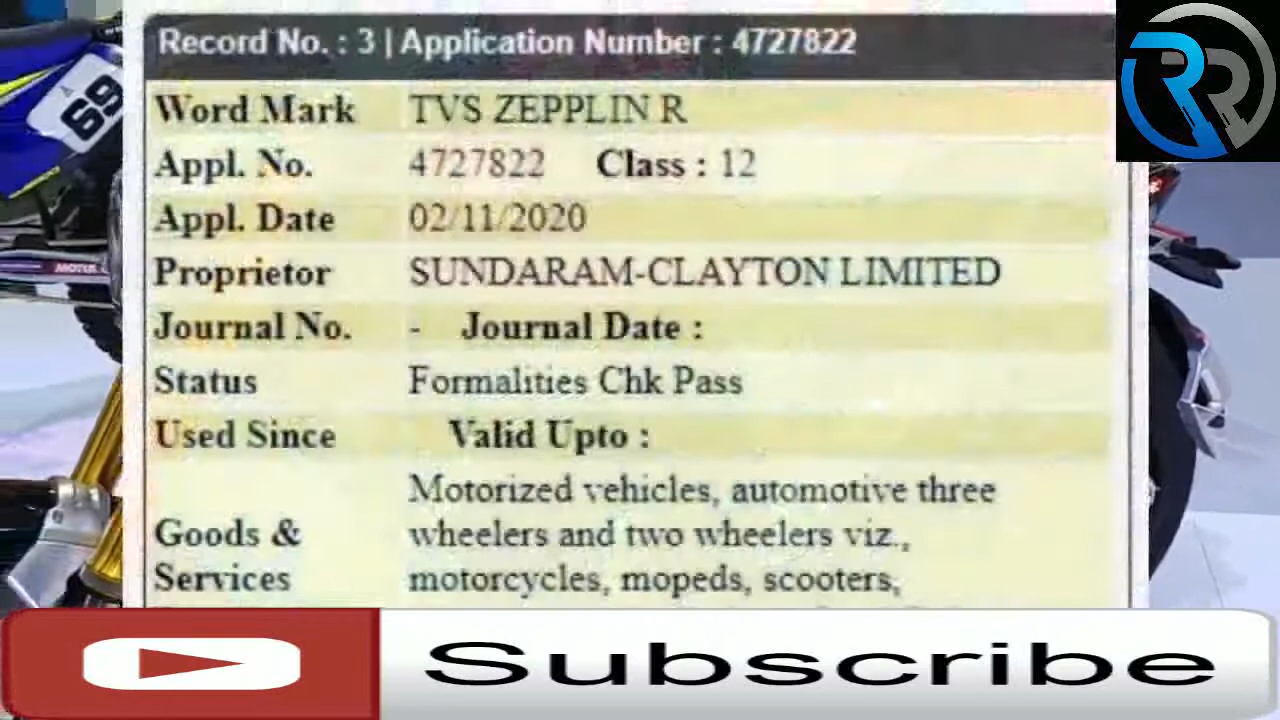 Record No. : 3 | Application Number : 4727822
Word Mark TVS ZEPPLIN R
Appl. No. 4727822 Class : 12
Appl. Date 02/11/2020
Proprietor SUNDARAM-CLAYTON LIMITED
Journal No. - Journal Date :
Status Formalities Chk Pass
Used Since Valid Upto :
Goods & Services Motorized vehicles, automotive three
wheelers and two wheelers viz.,
motorcycles, mopeds, scooters,
Subscribe
RR
69
MOTUL